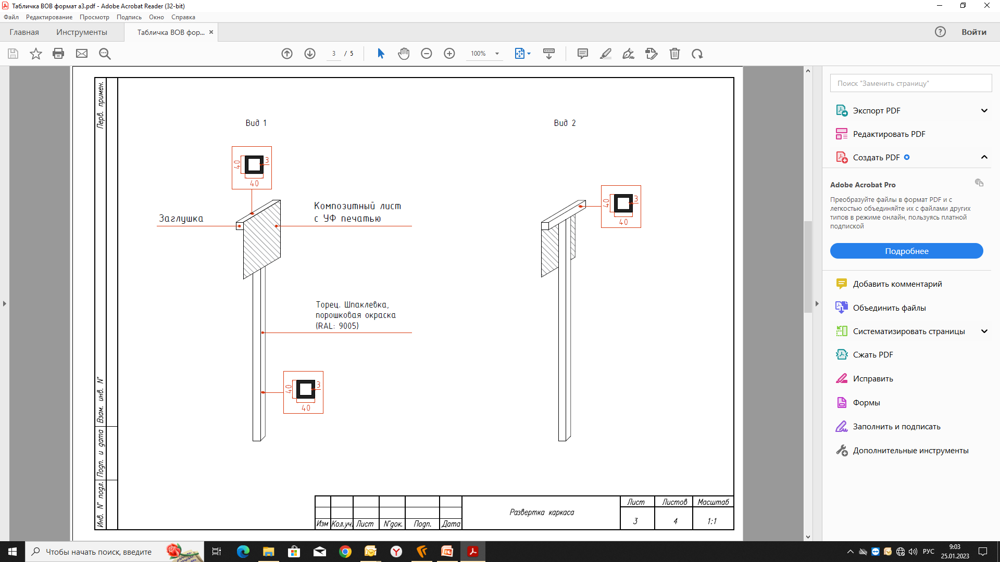 Табличка ВОВ формат а3.pdf - Adobe Acrobat Reader (32-bit)
Файл Редактирование Просмотр Подпись Окно Справка
Главная Инструменты Табличка ВОВ фор... × Войти
3 / 5 100%
Перв. примен.
Взам. инв. N°
Подп. и дата
Инв. N° подл.
Вид 1
40
3
40
Заглушка
Композитный лист
с УФ печатью
Торец. Шпаклевка,
порошковая окраска
(RAL: 9005)
40
3
40
Вид 2
40
3
40
Изм Кол.уч. Лист N°док. Подп. Дата
Развертка каркаса
Лист Листов Масштаб
3 4 1:1
Поиск "Заменить страницу"
Экспорт PDF
Редактировать PDF
Создать PDF
Adobe Acrobat Pro
Преобразуйте файлы в формат PDF и с
легкостью объединяйте их с файлами других
типов в режиме онлайн, пользуясь платной
подпиской
Подробнее
Добавить комментарий
Объединить файлы
Систематизировать страницы
Сжать PDF
Исправить
Формы
Заполнить и подписать
Дополнительные инструменты
Чтобы начать поиск, введите
РУС
9:03
25.01.2023